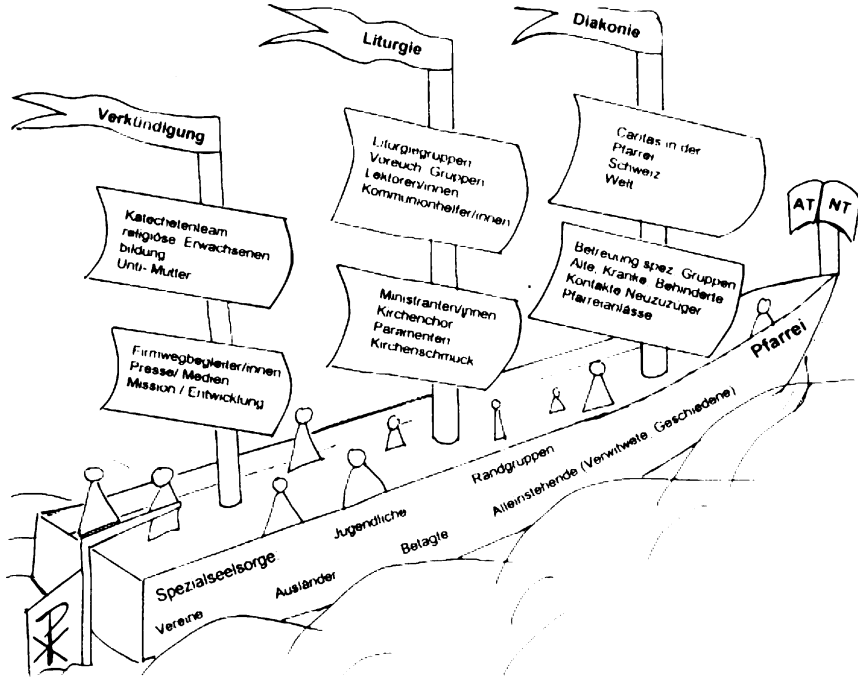 Verkündigung
Katechetenteam
religiöse Erwachsenen
bildung
Unti-Mutter
Firmwegbegleiter/innen
Presse/ Medien
Mission / Entwicklung
Liturgie
Liturgiegruppen
Voreuch Gruppen
Lektoren/innen
Kommunionhelfer/innen
Ministranten/innen
Kirchenchor
Paramenten
Kirchenschmuck
Diakonie
Caritas in der
Pfarrei
Schweiz
Welt
Betreuung spez Gruppen
Alte, Kranke Behinderte
Kontakte Neuzuzüger
Pfarreianlässe
AT NT
Pfarrei
Spezialseelsorge Jugendliche Randgruppen
Vereine Ausländer Betagte Alleinstehende (Verwitwete, Geschiedene)